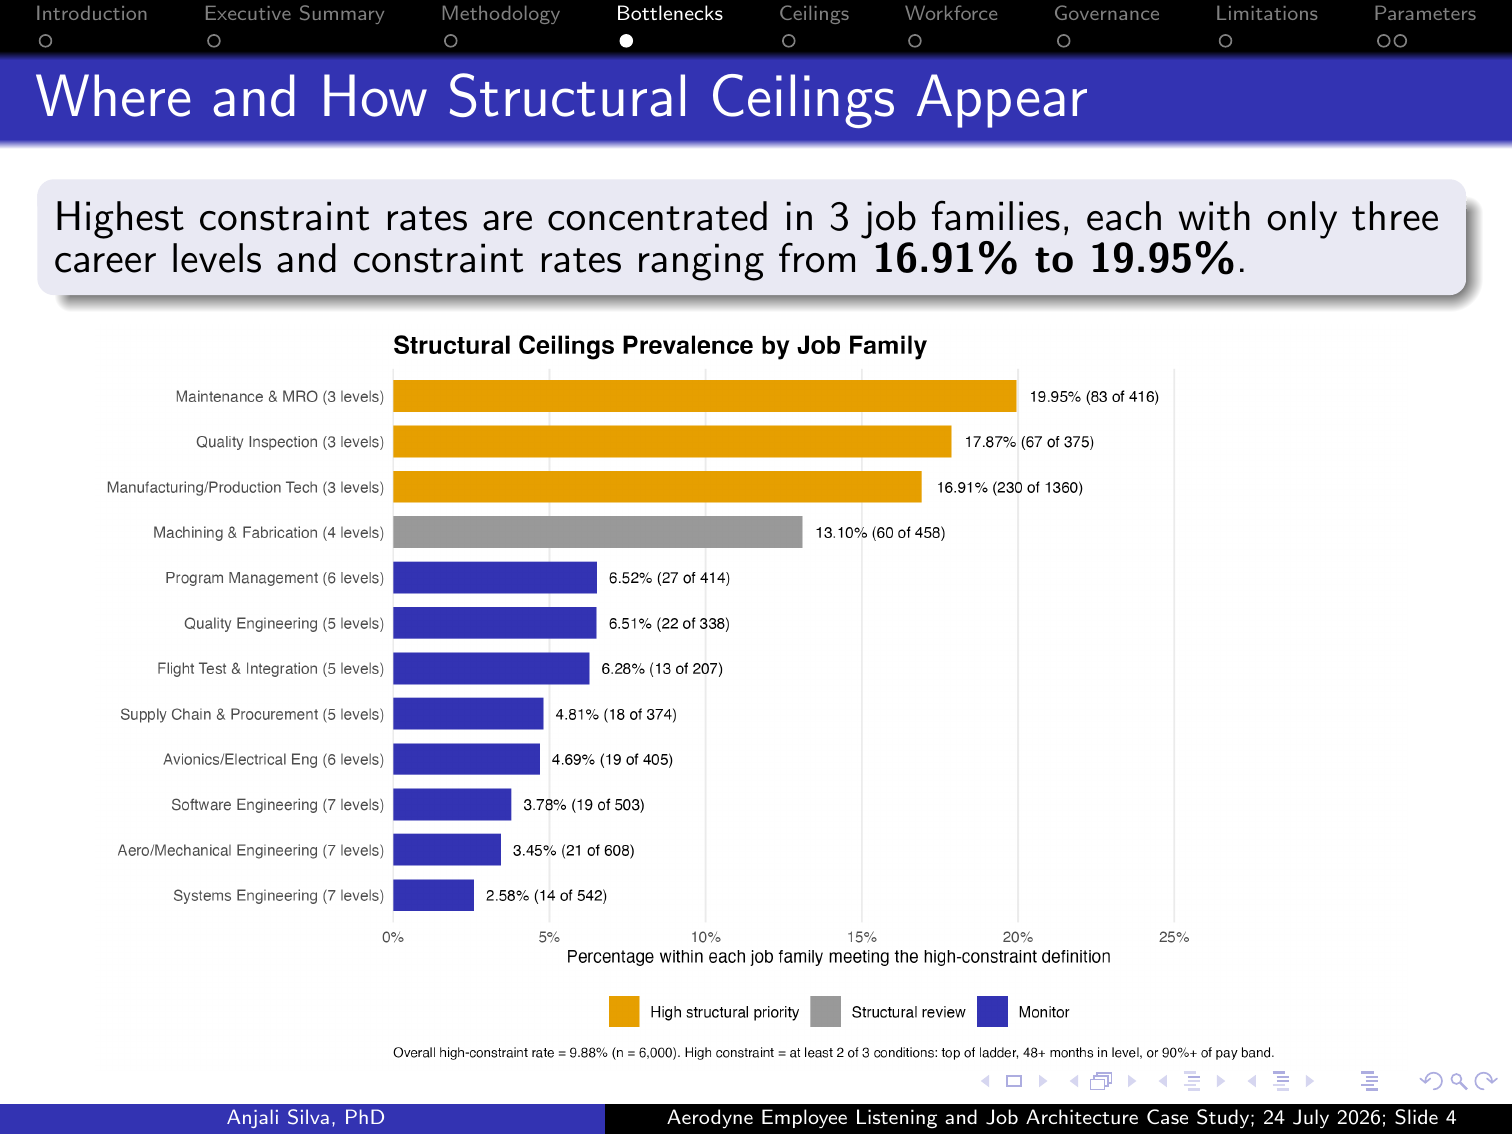 Introduction Executive Summary Methodology Bottlenecks Ceilings Workforce Governance Limitations Parameters
Where and How Structural Ceilings Appear
Highest constraint rates are concentrated in 3 job families, each with only three
career levels and constraint rates ranging from 16.91% to 19.95%.
Structural Ceilings Prevalence by Job Family
Maintenance & MRO (3 levels) 19.95% (83 of 416)
Quality Inspection (3 levels) 17.87% (67 of 375)
Manufacturing/Production Tech (3 levels) 16.91% (230 of 1360)
Machining & Fabrication (4 levels) 13.10% (60 of 458)
Program Management (6 levels) 6.52% (27 of 414)
Quality Engineering (5 levels) 6.51% (22 of 338)
Flight Test & Integration (5 levels) 6.28% (13 of 207)
Supply Chain & Procurement (5 levels) 4.81% (18 of 374)
Avionics/Electrical Eng (6 levels) 4.69% (19 of 405)
Software Engineering (7 levels) 3.78% (19 of 503)
Aero/Mechanical Engineering (7 levels) 3.45% (21 of 608)
Systems Engineering (7 levels) 2.58% (14 of 542)
0% 5% 10% 15% 20% 25%
Percentage within each job family meeting the high-constraint definition
High structural priority Structural review Monitor
Overall high-constraint rate = 9.88% (n = 6,000). High constraint = at least 2 of 3 conditions: top of ladder, 48+ months in level, or 90%+ of pay band.
Anjali Silva, PhD Aerodyne Employee Listening and Job Architecture Case Study; 24 July 2026; Slide 4